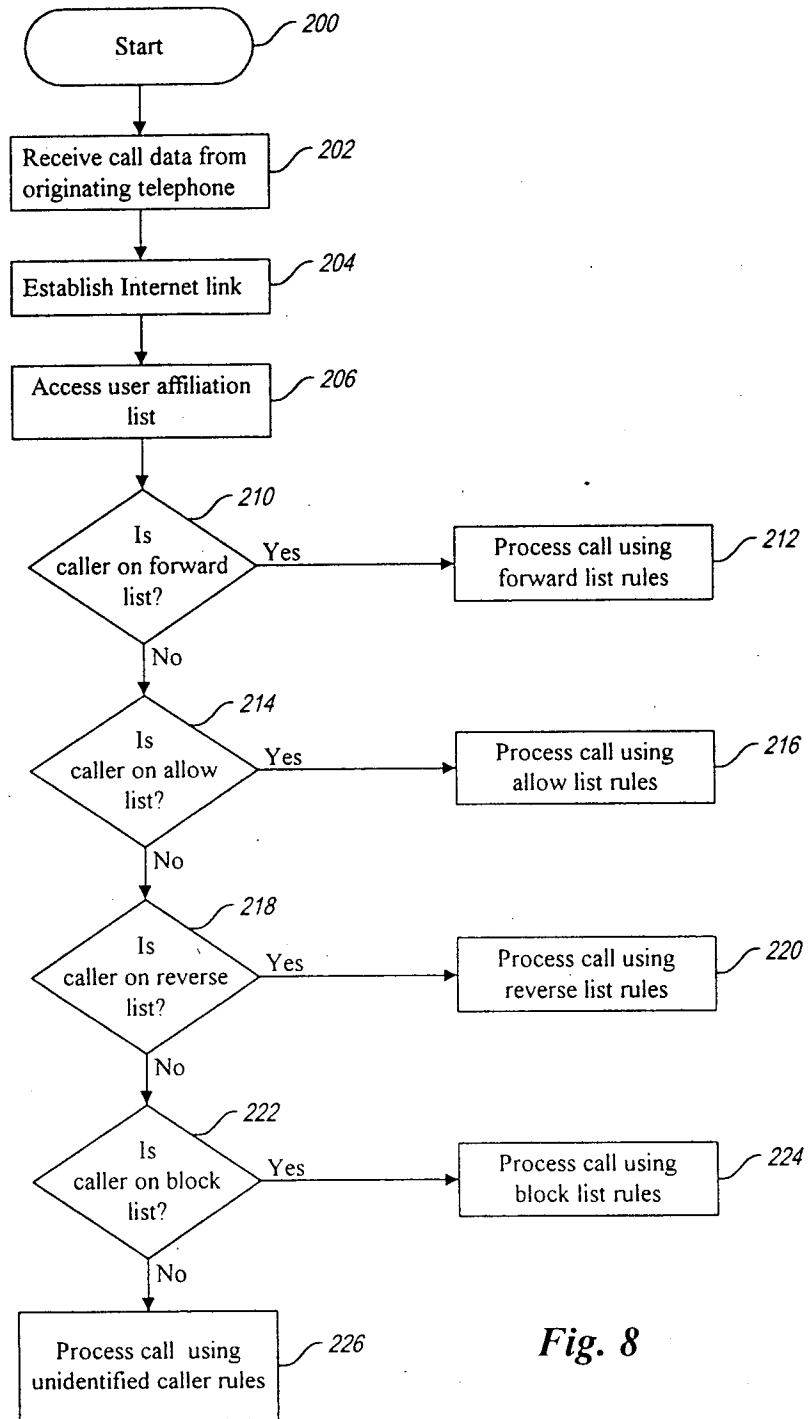 Start
200
Receive call data from
originating telephone
202
Establish Internet link
204
Access user affiliation
list
206
210
Is
caller on forward
list?
Yes
Process call using
forward list rules
212
No
214
Is
caller on allow
list?
Yes
Process call using
allow list rules
216
No
218
Is
caller on reverse
list?
Yes
Process call using
reverse list rules
220
No
222
Is
caller on block
list?
Yes
Process call using
block list rules
224
No
Process call using
unidentified caller rules
226
Fig. 8